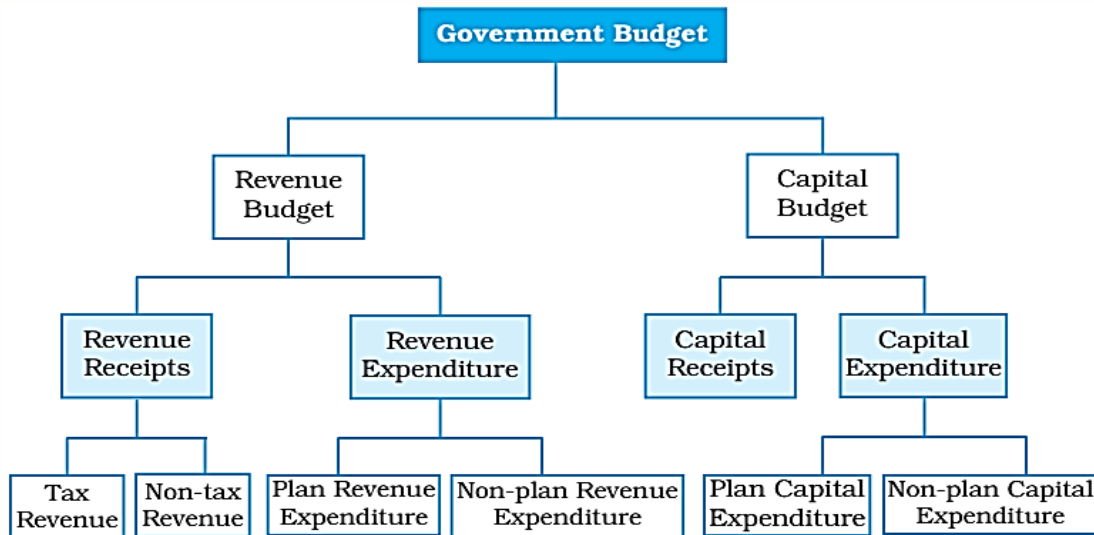 Government Budget
Revenue
Budget
Capital
Budget
Revenue
Receipts
Revenue
Expenditure
Capital
Receipts
Capital
Expenditure
Tax
Revenue
Non-tax
Revenue
Plan Revenue
Expenditure
Non-plan Revenue
Expenditure
Plan Capital
Expenditure
Non-plan Capital
Expenditure